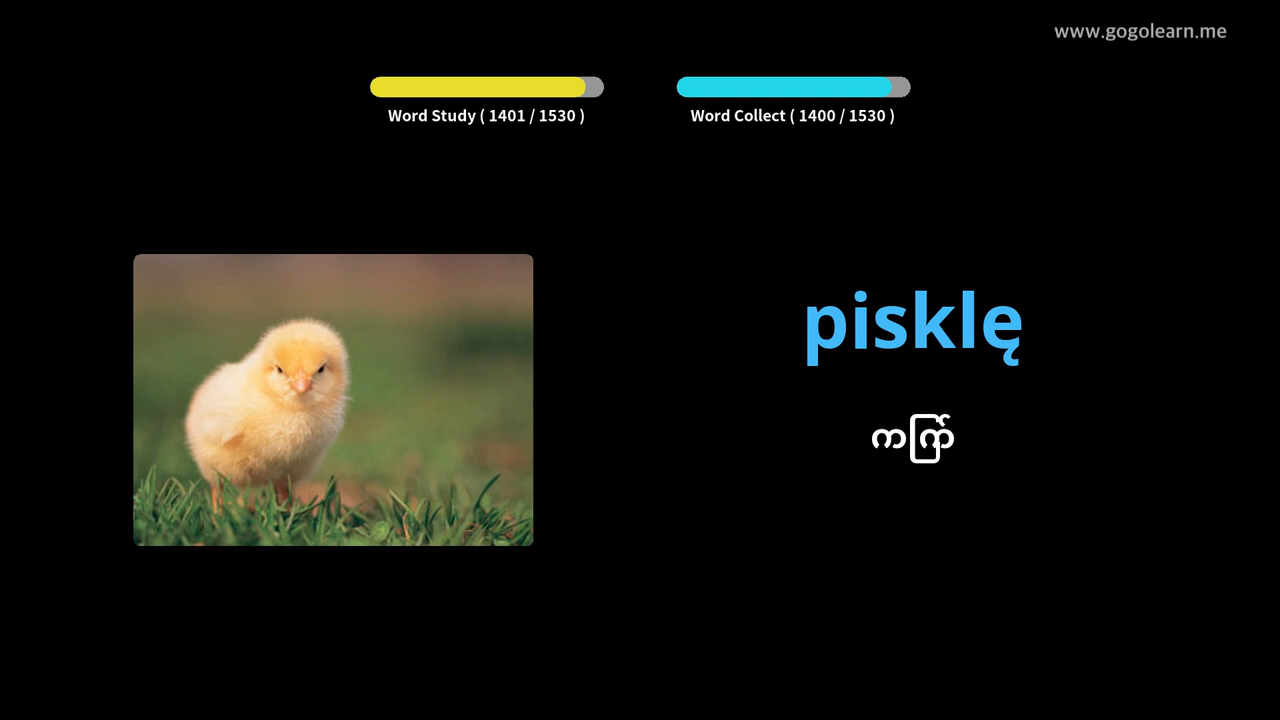 www.gogolearn.me
Word Study ( 1401 / 1530 )
Word Collect ( 1400 / 1530 )
pisklę
ကကြ်